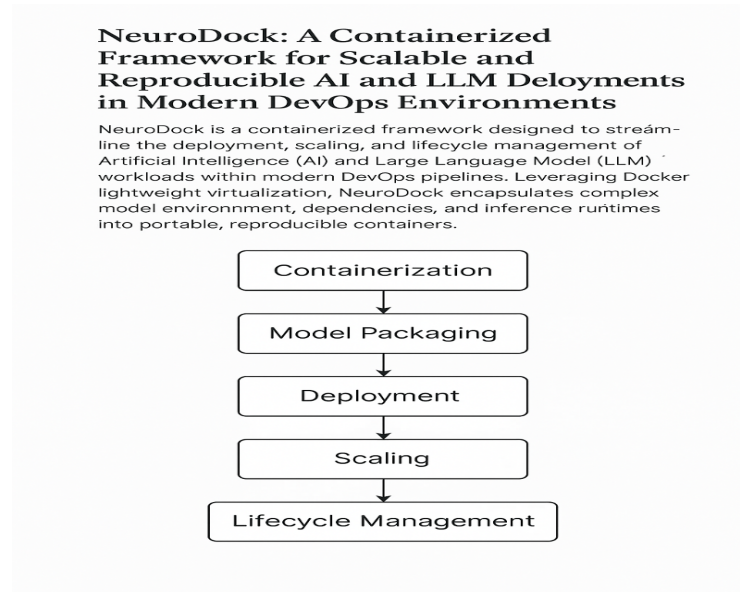 NeuroDock: A Containerized
Framework for Scalable and
Reproducible AI and LLM Deloyments
in Modern DevOps Environments
NeuroDock is a containerized framework designed to streám-
line the deployment, scaling, and lifecycle management of
Artificial Intelligence (AI) and Large Language Model (LLM)
workloads within modern DevOps pipelines. Leveraging Docker
lightweight virtualization, NeuroDock encapsulates complex
model environnment, dependencies, and inference ruńtimes
into portable, reproducible containers.
Containerization
Model Packaging
Deployment
Scaling
Lifecycle Management